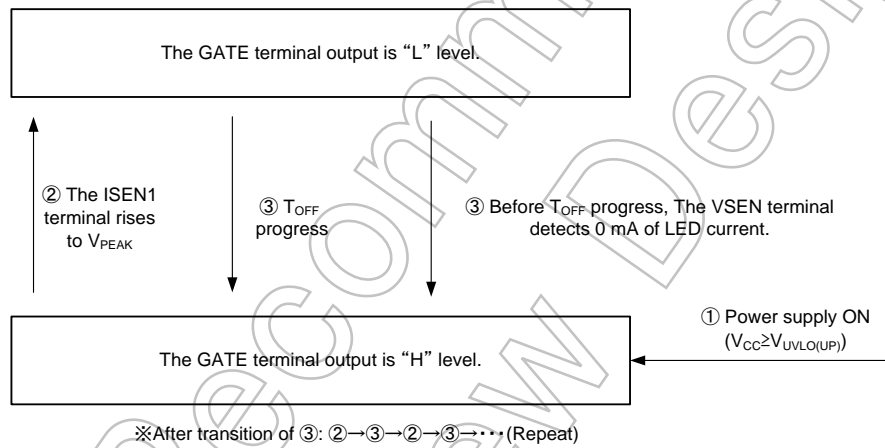 The GATE terminal output is “L” level.
② The ISEN1
terminal rises
to VPEAK
③ TOFF
progress
③ Before TOFF progress, The VSEN terminal
detects 0 mA of LED current.
① Power supply ON
(VCC≥VUVLO(UP))
The GATE terminal output is “H” level.
※After transition of ③: ②→③→②→③→・・・(Repeat)